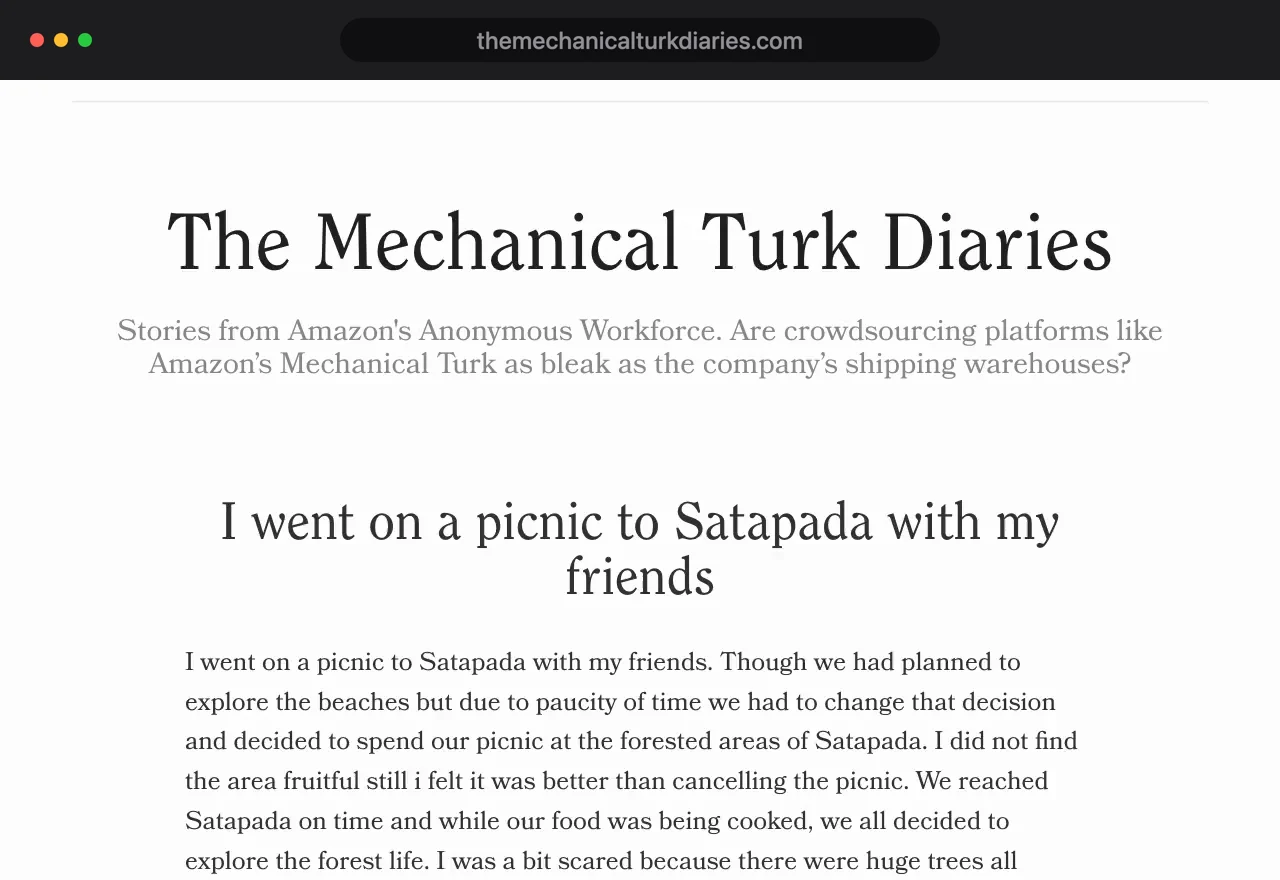 themechanicalturkdiaries.com
The Mechanical Turk Diaries
Stories from Amazon's Anonymous Workforce. Are crowdsourcing platforms like
Amazon’s Mechanical Turk as bleak as the company’s shipping warehouses?
I went on a picnic to Satapada with my
friends
I went on a picnic to Satapada with my friends. Though we had planned to
explore the beaches but due to paucity of time we had to change that decision
and decided to spend our picnic at the forested areas of Satapada. I did not find
the area fruitful still i felt it was better than cancelling the picnic. We reached
Satapada on time and while our food was being cooked, we all decided to
explore the forest life. I was a bit scared because there were huge trees all